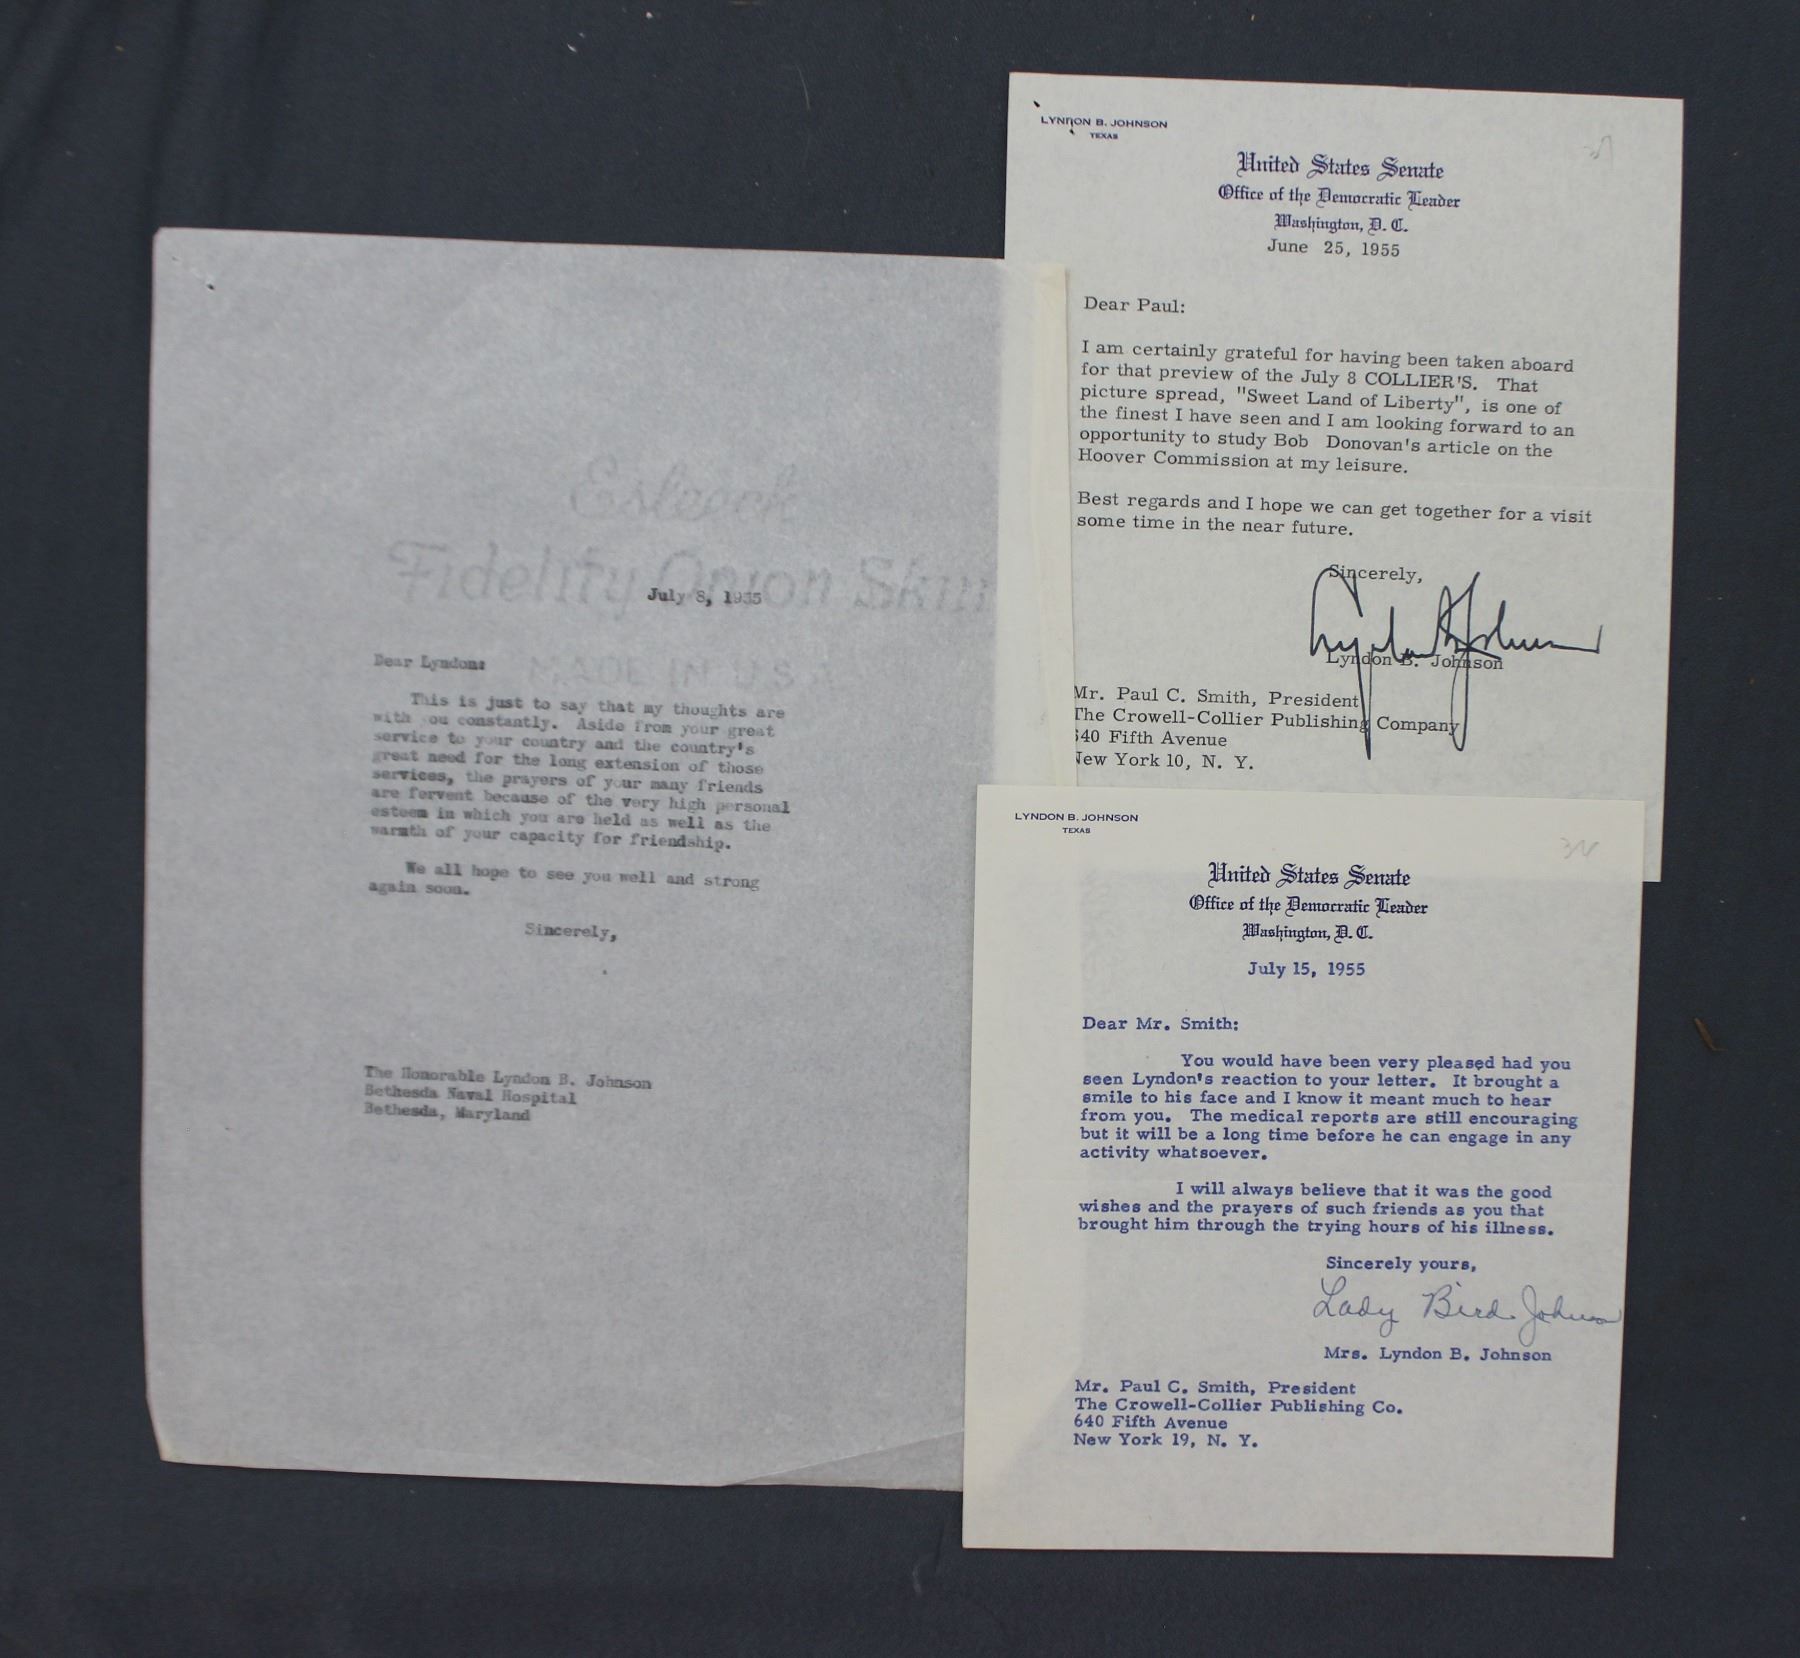 Esleeck
Fidelity Onion Skin
MADE IN U S A
July 8, 1955
Dear Lyndon:
This is just to say that my thoughts are
with ou constantly. Aside from your great
service to your country and the country's
great need for the long extension of those
services, the prayers of your many friends
are fervent because of the very high personal
esteem in which you are held as well as the
warmth of your capacity for friendship.
We all hope to see you well and strong
again soon.
Sincerely,
The Honorable Lyndon B. Johnson
Bethesda Naval Hospital
Bethesda, Maryland
LYNDON B. JOHNSON
TEXAS
United States Senate
Office of the Democratic Leader
Washington, D. C.
June 25, 1955
Dear Paul:
I am certainly grateful for having been taken aboard
for that preview of the July 8 COLLIER'S. That
picture spread, "Sweet Land of Liberty", is one of
the finest I have seen and I am looking forward to an
opportunity to study Bob Donovan's article on the
Hoover Commission at my leisure.
Best regards and I hope we can get together for a visit
some time in the near future.
Sincerely,
Lyndon B Johnson
Lyndon B. Johnson
Mr. Paul C. Smith, President
The Crowell-Collier Publishing Company
640 Fifth Avenue
New York 10, N. Y.
LYNDON B. JOHNSON
TEXAS
United States Senate
Office of the Democratic Leader
Washington, D. C.
July 15, 1955
Dear Mr. Smith:
You would have been very pleased had you
seen Lyndon's reaction to your letter. It brought a
smile to his face and I know it meant much to hear
from you. The medical reports are still encouraging
but it will be a long time before he can engage in any
activity whatsoever.
I will always believe that it was the good
wishes and the prayers of such friends as you that
brought him through the trying hours of his illness.
Sincerely yours,
Lady Bird Johnson
Mrs. Lyndon B. Johnson
Mr. Paul C. Smith, President
The Crowell-Collier Publishing Co.
640 Fifth Avenue
New York 19, N. Y.